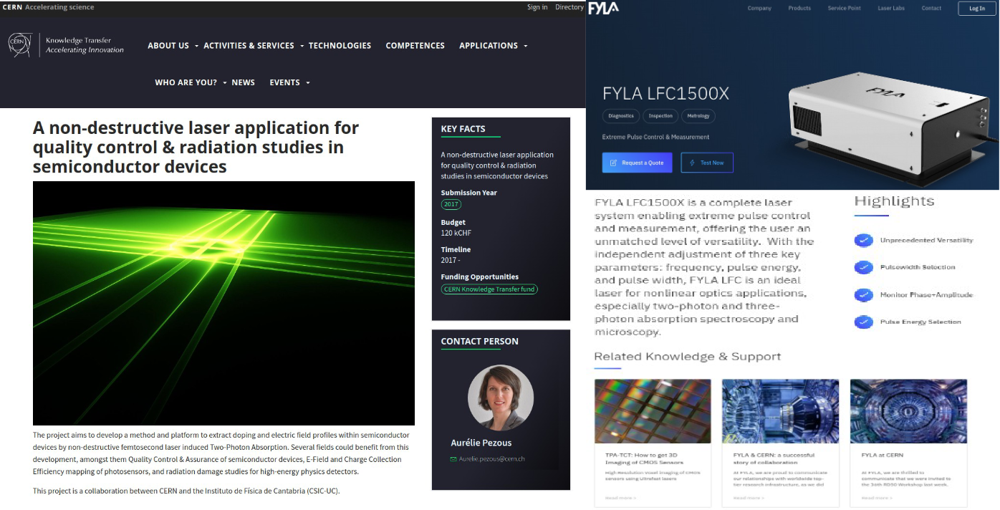 CERN Accelerating science
Sign in
Directory
CERN
Knowledge Transfer
Accelerating Innovation
ABOUT US
ACTIVITIES & SERVICES
TECHNOLOGIES
COMPETENCES
APPLICATIONS
WHO ARE YOU?
NEWS
EVENTS
A non-destructive laser application for
quality control & radiation studies in
semiconductor devices
The project aims to develop a method and platform to extract doping and electric field profiles within semiconductor
devices by non-destructive femtosecond laser induced Two-Photon Absorption. Several fields could benefit from this
development, amongst them Quality Control & Assurance of semiconductor devices, E-Field and Charge Collection
Efficiency mapping of photosensors, and radiation damage studies for high-energy physics detectors.
This project is a collaboration between CERN and the Instituto de Física de Cantabria (CSIC-UC).
KEY FACTS
A non-destructive laser application
for quality control & radiation
studies in semiconductor devices
Submission Year
2017
Budget
120 kCHF
Timeline
2017 -
Funding Opportunities
CERN Knowledge Transfer fund
CONTACT PERSON
Aurélie Pezous
Aurelie.pezous@cern.ch
FYLA
Company
Products
Service Point
Laser Labs
Contact
Log In
FYLA LFC1500X
Diagnostics
Inspection
Metrology
Extreme Pulse Control & Measurement
Request a Quote
Test Now
FYLA
FYLA LFC1500X is a complete laser
system enabling extreme pulse control
and measurement, offering the user an
unmatched level of versatility. With the
independent adjustment of three key
parameters: frequency, pulse energy,
and pulse width, FYLA LFC is an ideal
laser for nonlinear optics applications,
especially two-photon and three-
photon absorption spectroscopy and
microscopy.
Highlights
Unprecedented Versatility
Pulsewidth Selection
Monitor Phase+Amplitude
Pulse Energy Selection
Related Knowledge & Support
TPA-TCT: How to get 3D
Imaging of CMOS Sensors
High Resolution voxel imaging of CMOS
sensors using Ultrafast lasers
Read more >
FYLA & CERN: a successful
story of collaboration
At FYLA, we are proud to communicate
our relationships with worldwide top-
tier research infrastructure, as we did
Read more >
FYLA at CERN
At FYLA, we are thrilled to
communicate that we were invited to
the 36th RD50 Workshop last week.
Read more >